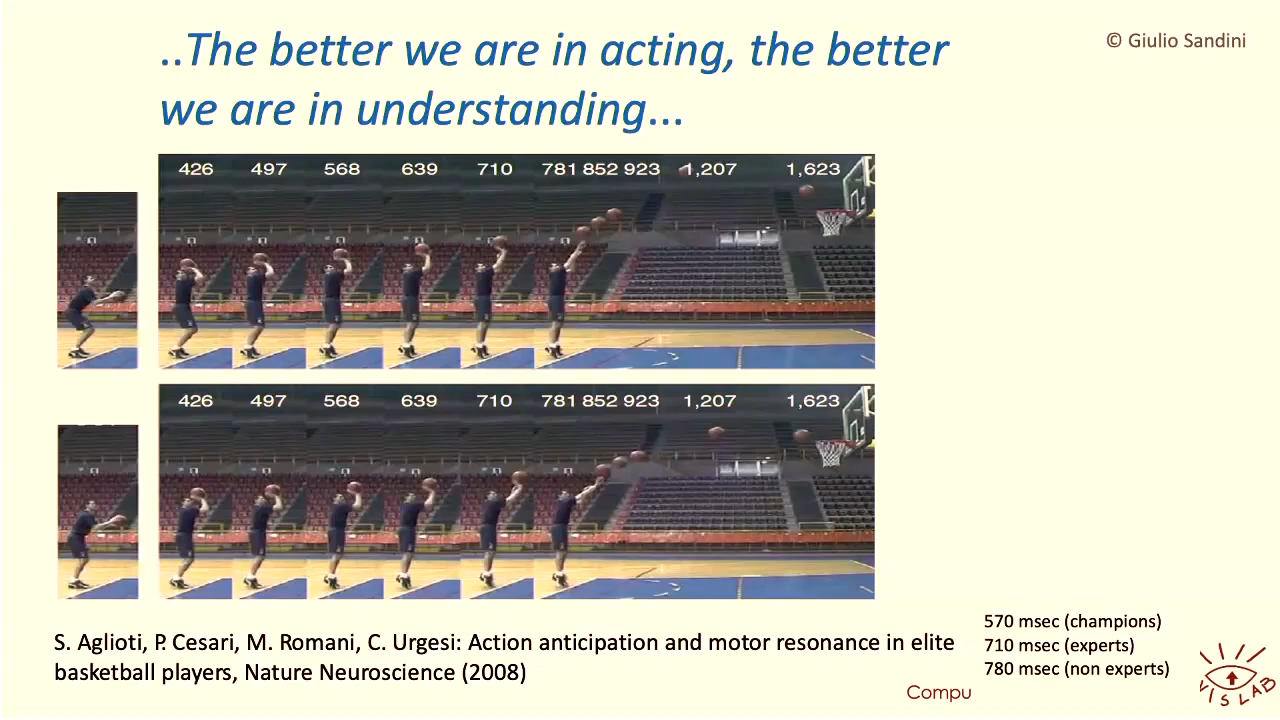 ..The better we are in acting, the better
we are in understanding...
© Giulio Sandini
426 497 568 639 710 781 852 923 1,207 1,623
426 497 568 639 710 781 852 923 1,207 1,623
S. Aglioti, P. Cesari, M. Romani, C. Urgesi: Action anticipation and motor resonance in elite
basketball players, Nature Neuroscience (2008)
570 msec (champions)
710 msec (experts)
780 msec (non experts)
Compu
VISLAB